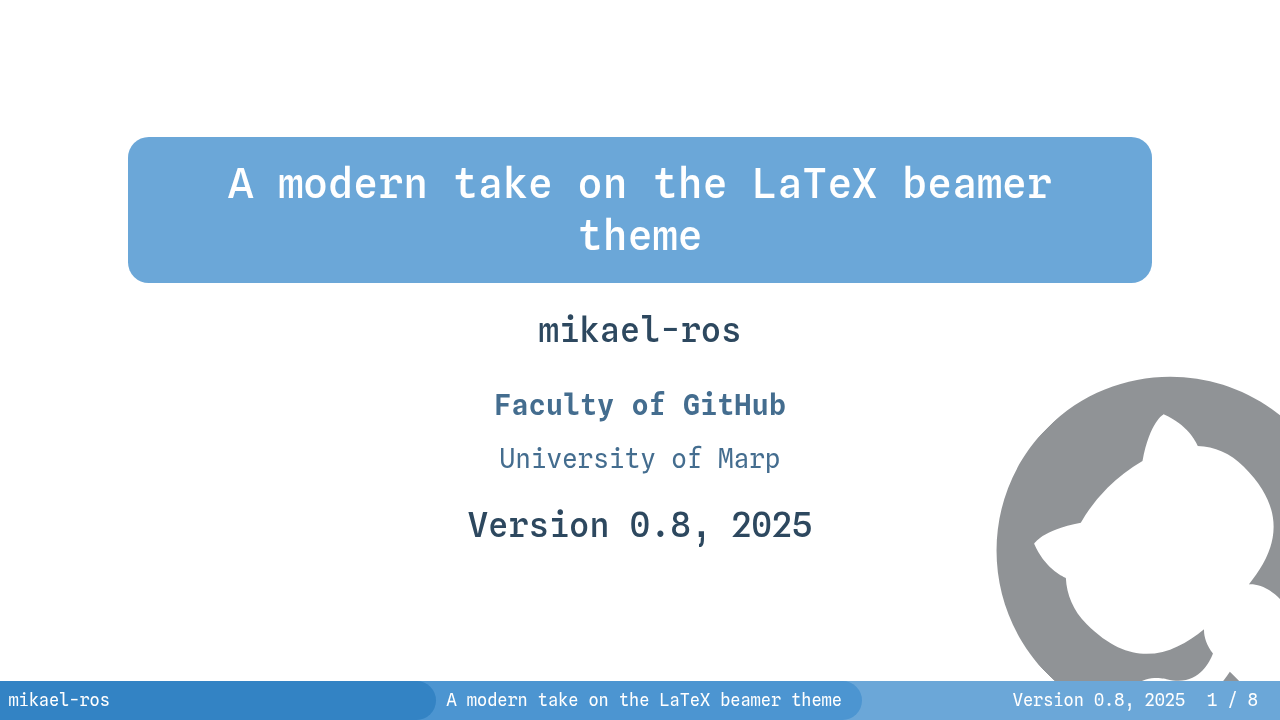 A modern take on the LaTeX beamer
theme
mikael-ros
Faculty of GitHub
University of Marp
Version 0.8, 2025
mikael-ros
A modern take on the LaTeX beamer theme
Version 0.8, 2025 1 / 8